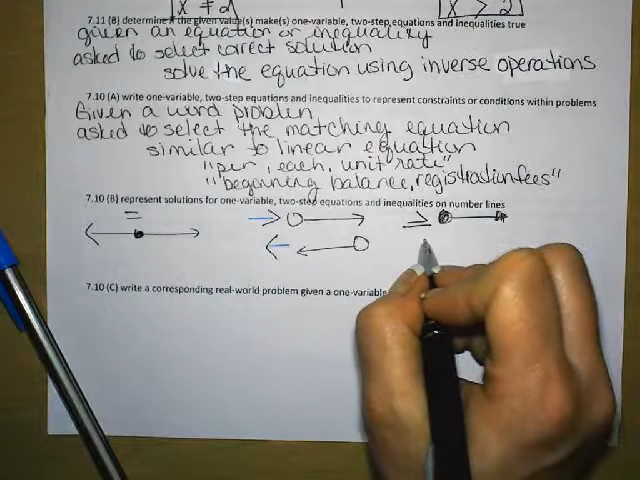 x ≠ 2
x > 2
7.11 (B) determine if the given value(s) make(s) one-variable, two-step equations and inequalities true
given an equation or inequality
asked to select correct solution
solve the equation using inverse operations
7.10 (A) write one-variable, two-step equations and inequalities to represent constraints or conditions within problems
Given a word problem
asked to select the matching equation
similar to linear equation
"per, each, unit rate"
"beginning balance, registration fees"
7.10 (B) represent solutions for one-variable, two-step equations and inequalities on number lines
= > ≥
<
7.10 (C) write a corresponding real-world problem given a one-variable